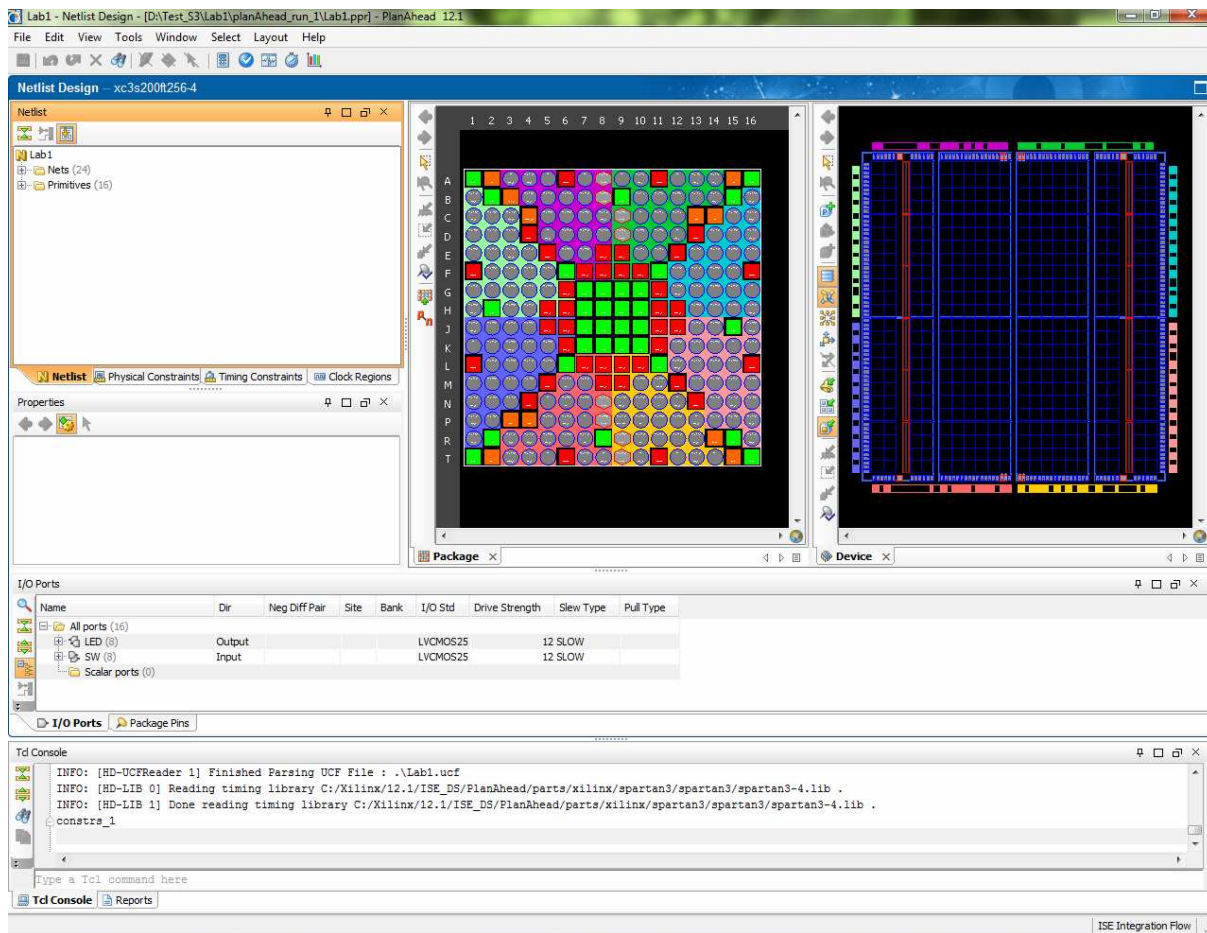 Lab1 - Netlist Design - [D:\Test_S3\Lab1\planAhead_run_1\Lab1.ppr] - PlanAhead 12.1
File Edit View Tools Window Select Layout Help
Netlist Design - xc3s200ft256-4
Netlist
Lab1
Nets (24)
Primitives (16)
Netlist Physical Constraints Timing Constraints Clock Regions
Properties
1 2 3 4 5 6 7 8 9 10 11 12 13 14 15 16
A
B
C
D
E
F
G
H
J
K
L
M
N
P
R
T
Package
Device
I/O Ports
Name Dir Neg Diff Pair Site Bank I/O Std Drive Strength Slew Type Pull Type
All ports (16)
LED (8) Output LVCMOS25 12 SLOW
SW (8) Input LVCMOS25 12 SLOW
Scalar ports (0)
I/O Ports Package Pins
Tcl Console
INFO: [HD-UCFReader 1] Finished Parsing UCF File : .\Lab1.ucf
INFO: [HD-LIB 0] Reading timing library C:/Xilinx/12.1/ISE_DS/PlanAhead/parts/xilinx/spartan3/spartan3/spartan3-4.lib .
INFO: [HD-LIB 1] Done reading timing library C:/Xilinx/12.1/ISE_DS/PlanAhead/parts/xilinx/spartan3/spartan3/spartan3-4.lib .
constrs_1
Type a Tcl command here
Tcl Console Reports
ISE Integration Flow